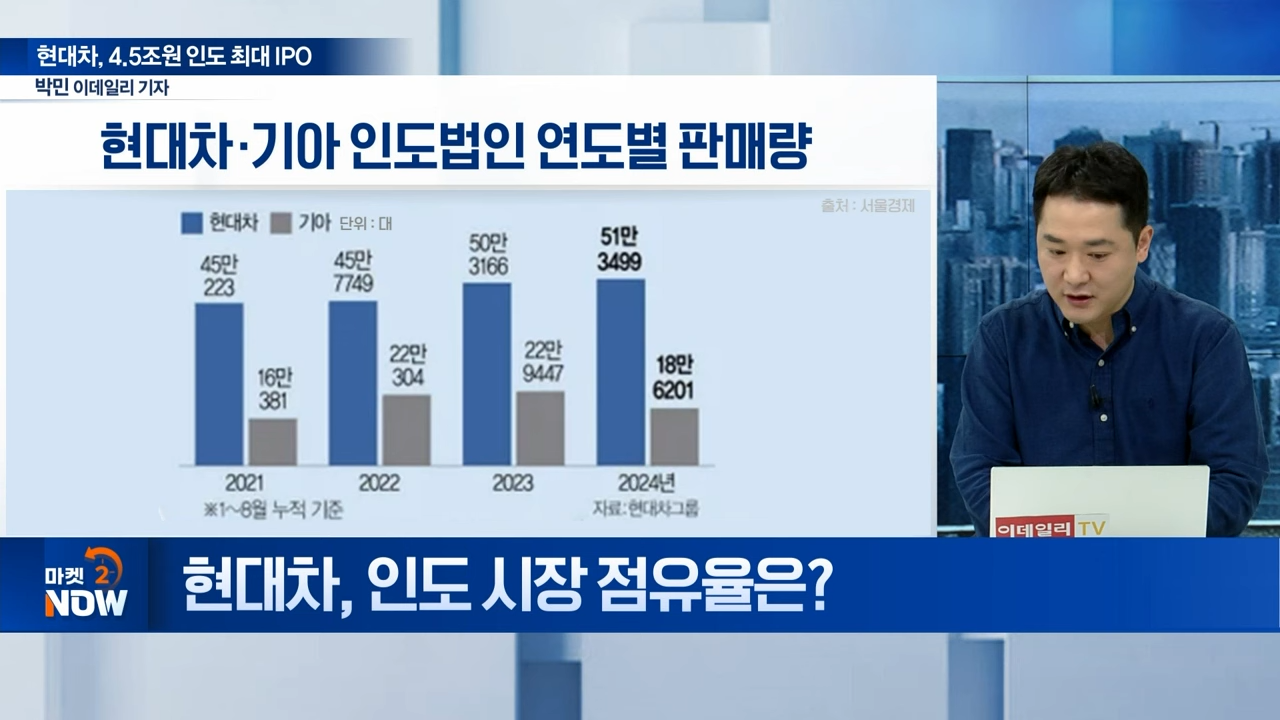 현대차, 4.5조원 인도 최대 IPO
박민 이데일리 기자
현대차·기아 인도법인 연도별 판매량
출처 : 서울경제
현대차 기아 단위 : 대
45만
223
16만
381
45만
7749
22만
304
50만
3166
22만
9447
51만
3499
18만
6201
2021 2022 2023 2024년
※1~8월 누적 기준 자료:현대차그룹
이데일리 TV
마켓 2
NOW
현대차, 인도 시장 점유율은?